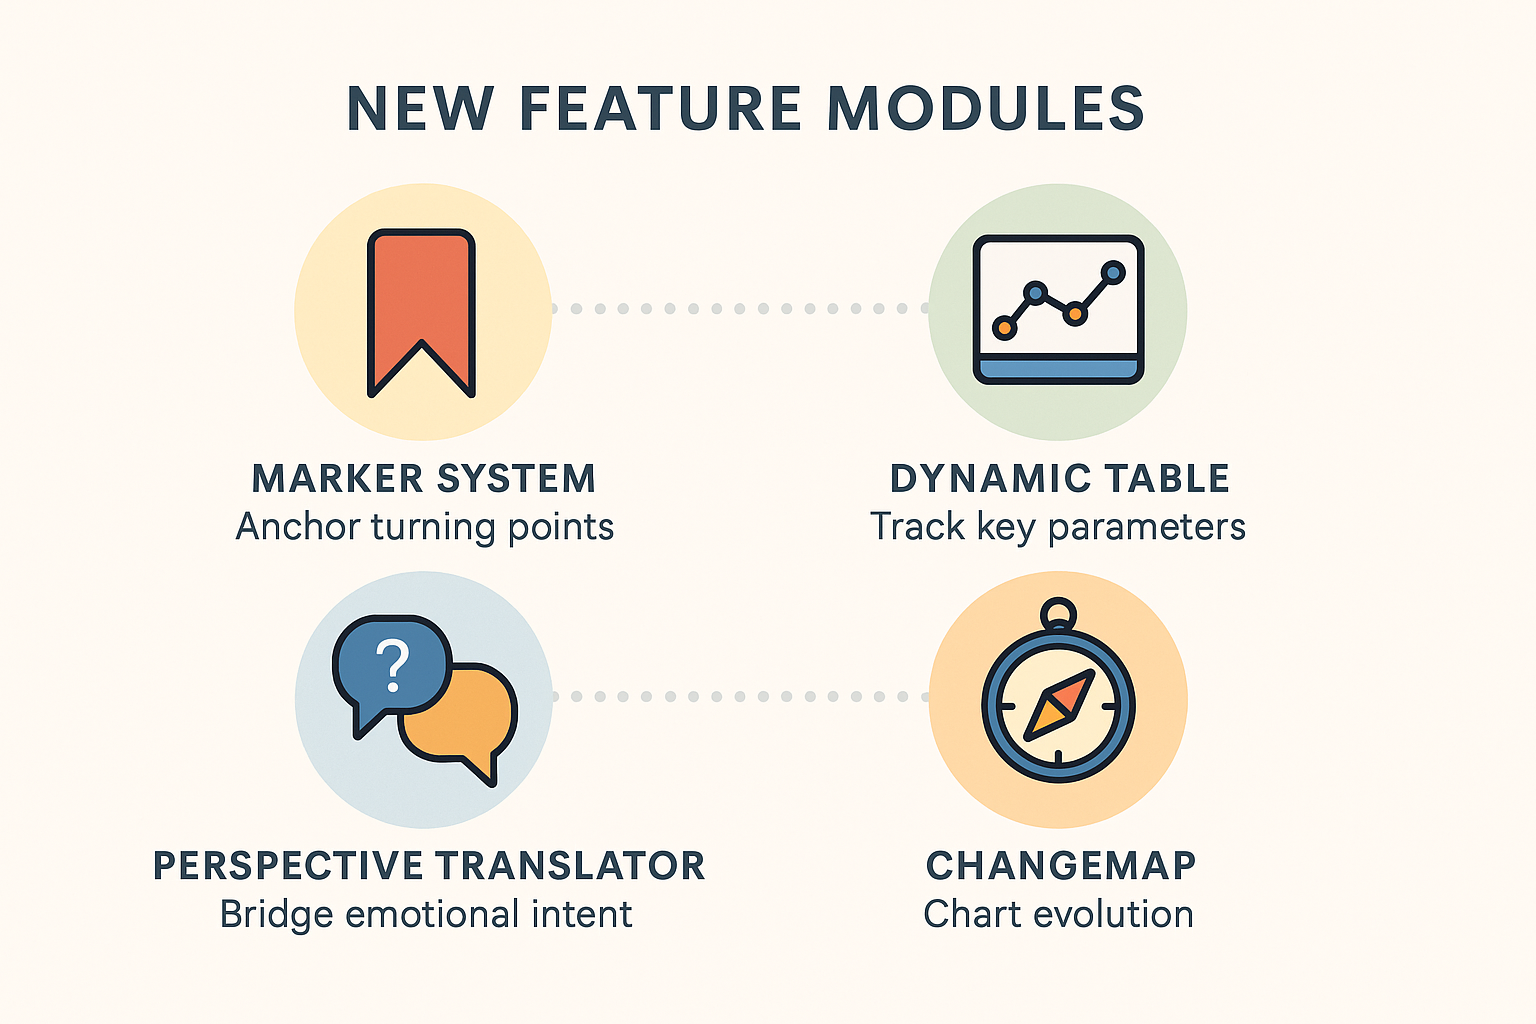 NEW FEATURE MODULES
MARKER SYSTEM
Anchor turning points
DYNAMIC TABLE
Track key parameters
?
PERSPECTIVE TRANSLATOR
Bridge emotional intent
CHANGEMAP
Chart evolution